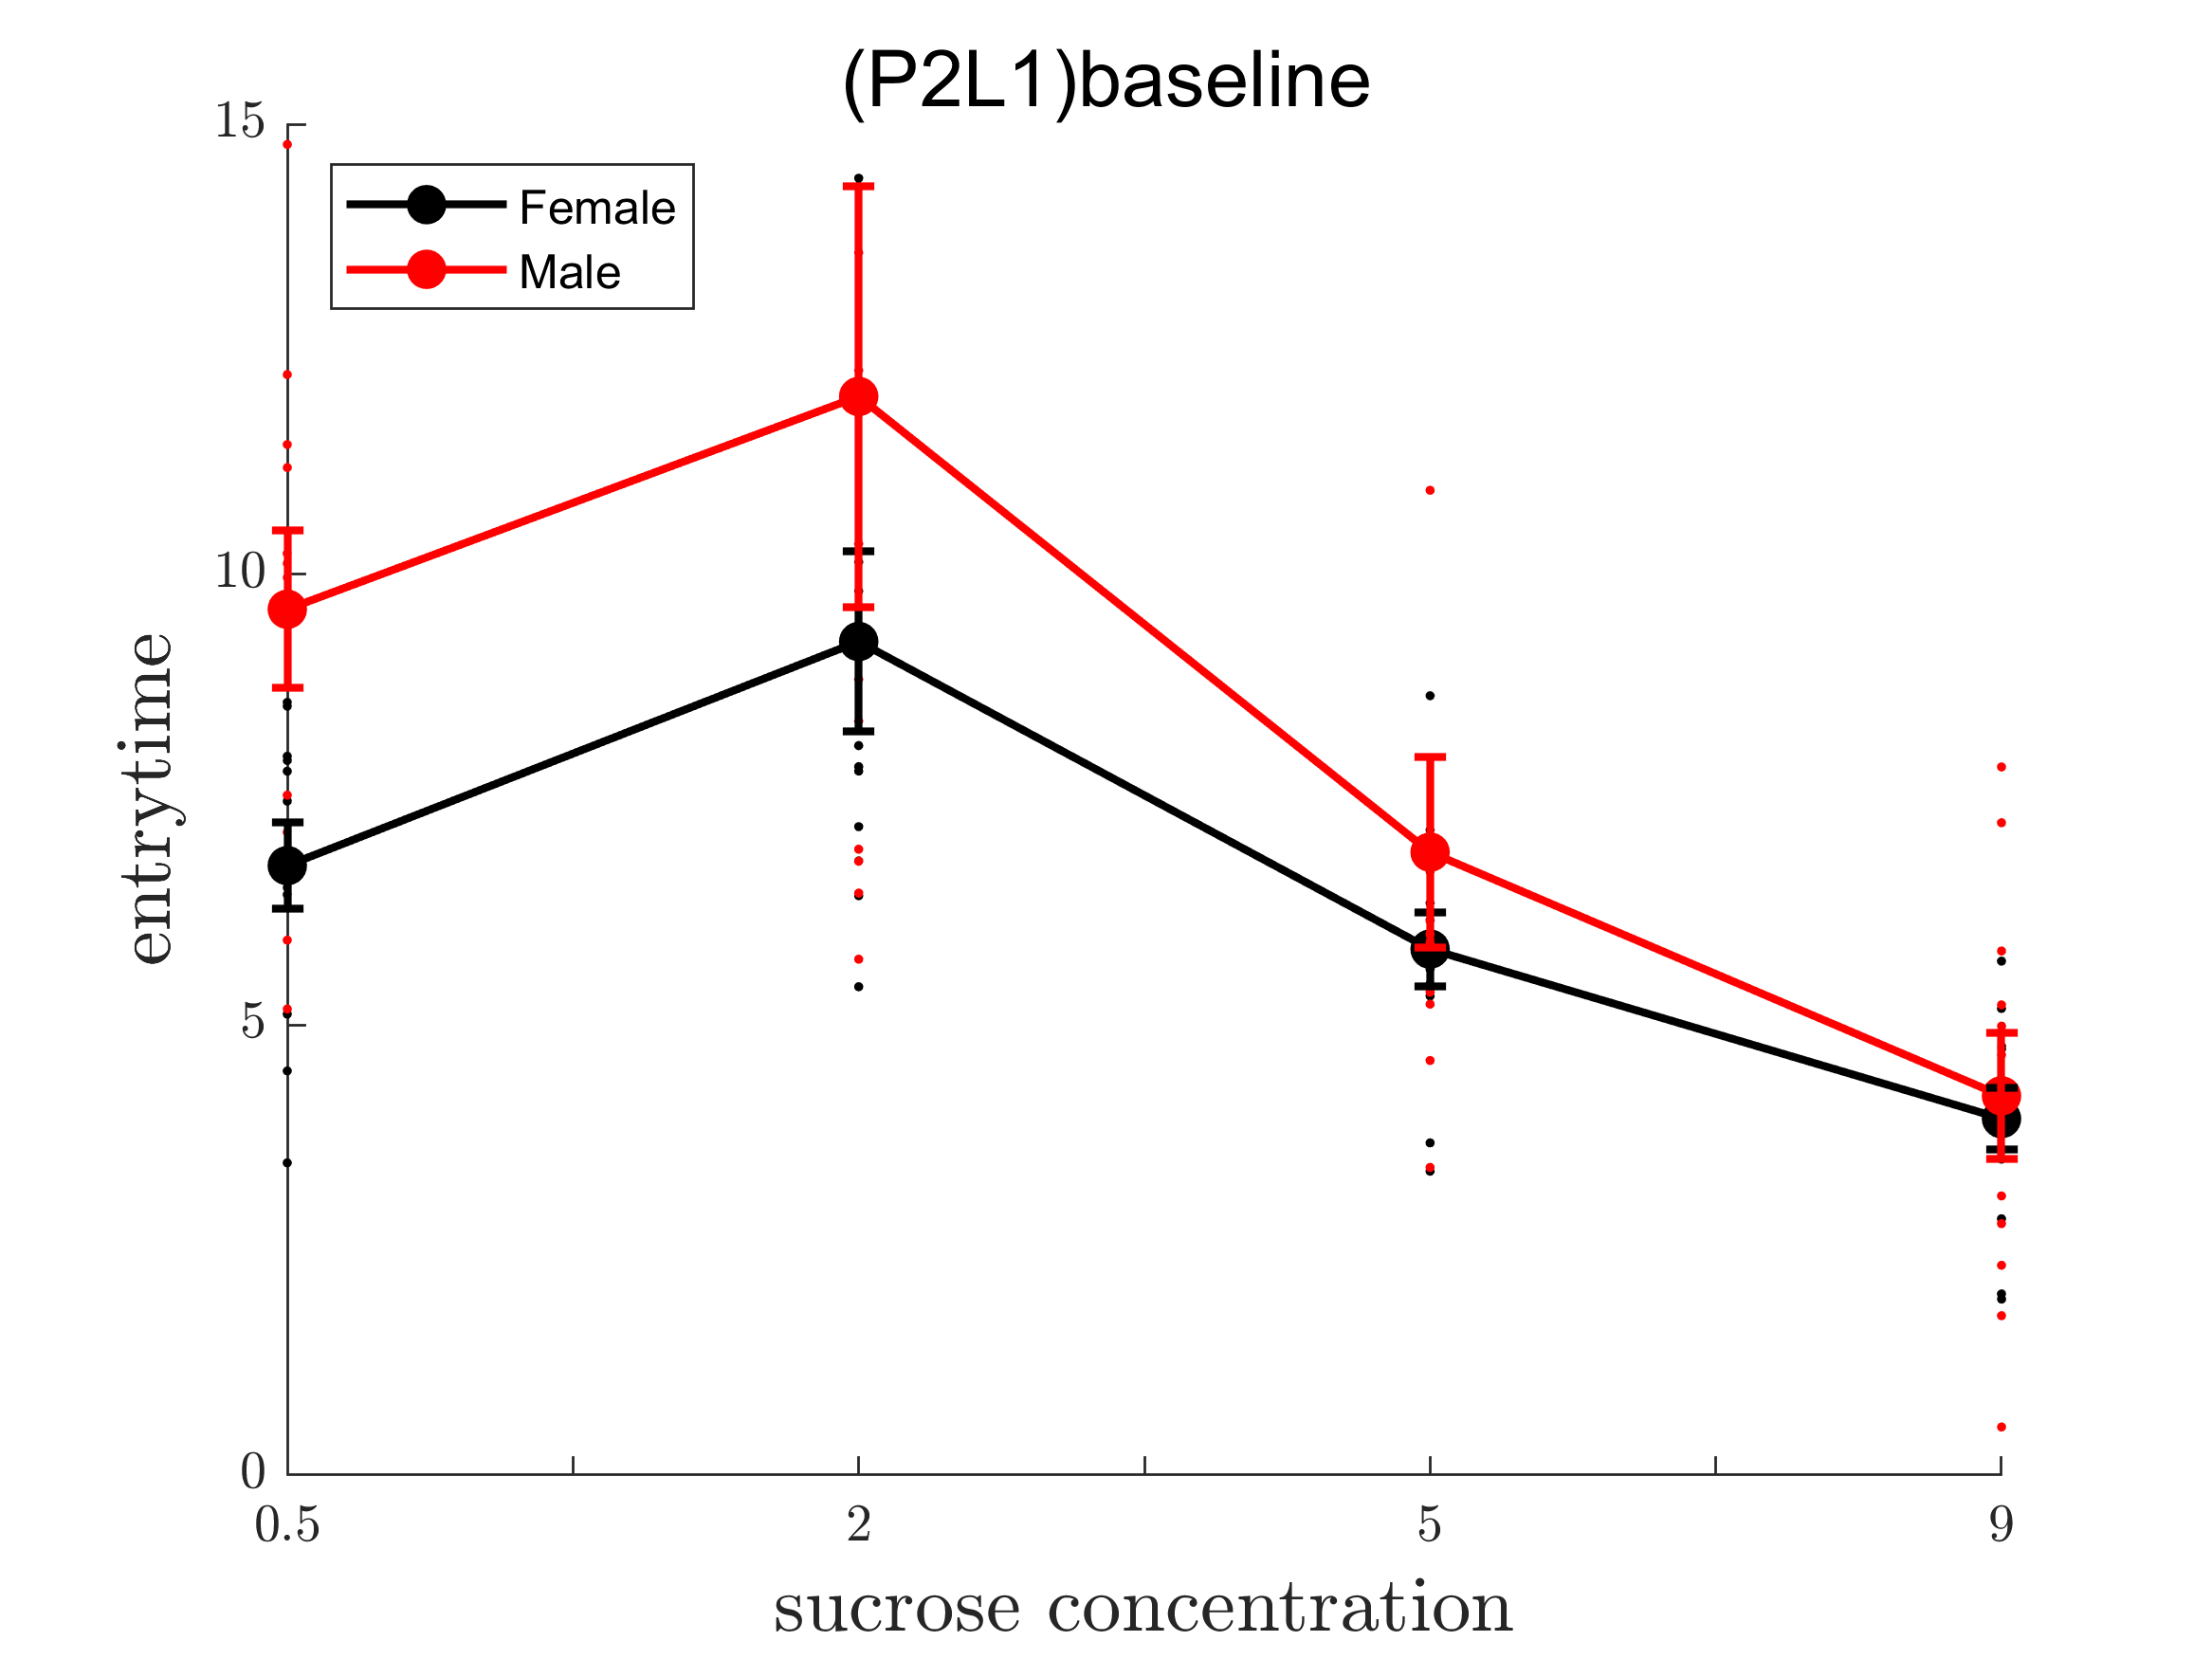 (P2L1)baseline
15
Female
Male
10
entrytime
5
0
0.5 2 5 9
sucrose concentration